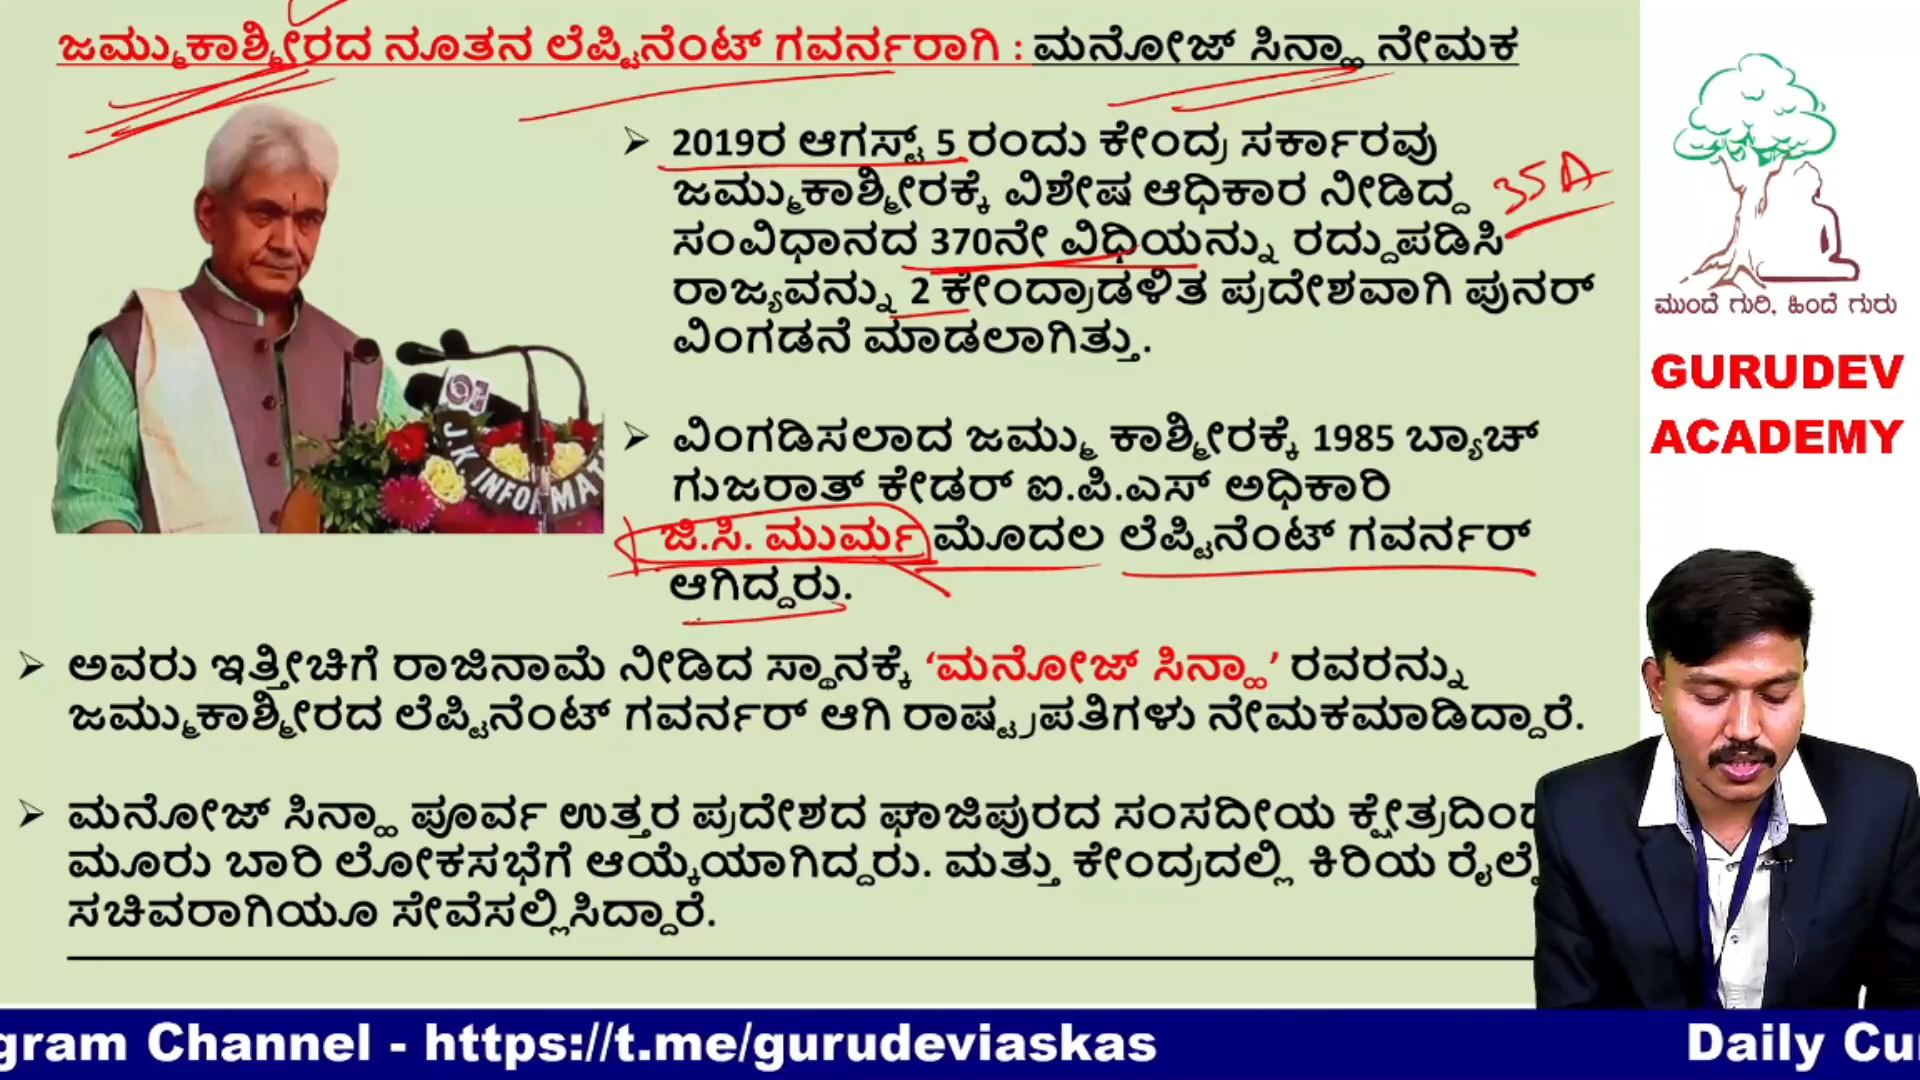 ಜಮ್ಮುಕಾಶ್ಮೀರದ ನೂತನ ಲೆಪ್ಟಿನೆಂಟ್ ಗವರ್ನರಾಗಿ : ಮನೋಜ್ ಸಿನ್ಹಾ ನೇಮಕ
➢ 2019ರ ಆಗಸ್ಟ್ 5 ರಂದು ಕೇಂದ್ರ ಸರ್ಕಾರವು
ಜಮ್ಮುಕಾಶ್ಮೀರಕ್ಕೆ ವಿಶೇಷ ಆಧಿಕಾರ ನೀಡಿದ್ದ 35 A
ಸಂವಿಧಾನದ 370ನೇ ವಿಧಿಯನ್ನು ರದ್ದುಪಡಿಸಿ
ರಾಜ್ಯವನ್ನು 2 ಕೇಂದ್ರಾಡಳಿತ ಪ್ರದೇಶವಾಗಿ ಪುನರ್
ವಿಂಗಡನೆ ಮಾಡಲಾಗಿತ್ತು.
➢ ವಿಂಗಡಿಸಲಾದ ಜಮ್ಮು ಕಾಶ್ಮೀರಕ್ಕೆ 1985 ಬ್ಯಾಚ್
ಗುಜರಾತ್ ಕೇಡರ್ ಐ.ಪಿ.ಎಸ್ ಅಧಿಕಾರಿ
ಜಿ.ಸಿ. ಮುರ್ಮು ಮೊದಲ ಲೆಪ್ಟಿನೆಂಟ್ ಗವರ್ನರ್
ಆಗಿದ್ದರು.
J.K INFORMAT
➢ ಅವರು ಇತ್ತೀಚಿಗೆ ರಾಜಿನಾಮೆ ನೀಡಿದ ಸ್ಥಾನಕ್ಕೆ ‘ಮನೋಜ್ ಸಿನ್ಹಾ’ ರವರನ್ನು
ಜಮ್ಮುಕಾಶ್ಮೀರದ ಲೆಪ್ಟಿನೆಂಟ್ ಗವರ್ನರ್ ಆಗಿ ರಾಷ್ಟ್ರಪತಿಗಳು ನೇಮಕಮಾಡಿದ್ದಾರೆ.
➢ ಮನೋಜ್ ಸಿನ್ಹಾ ಪೂರ್ವ ಉತ್ತರ ಪ್ರದೇಶದ ಘಾಜಿಪುರದ ಸಂಸದೀಯ ಕ್ಷೇತ್ರದಿಂದ
ಮೂರು ಬಾರಿ ಲೋಕಸಭೆಗೆ ಆಯ್ಕೆಯಾಗಿದ್ದರು. ಮತ್ತು ಕೇಂದ್ರದಲ್ಲಿ ಕಿರಿಯ ರೈಲ್ವೆ
ಸಚಿವರಾಗಿಯೂ ಸೇವೆಸಲ್ಲಿಸಿದ್ದಾರೆ.
ಮುಂದೆ ಗುರಿ, ಹಿಂದೆ ಗುರು
GURUDEV
ACADEMY
gram Channel - https://t.me/gurudeviaskas Daily Cur